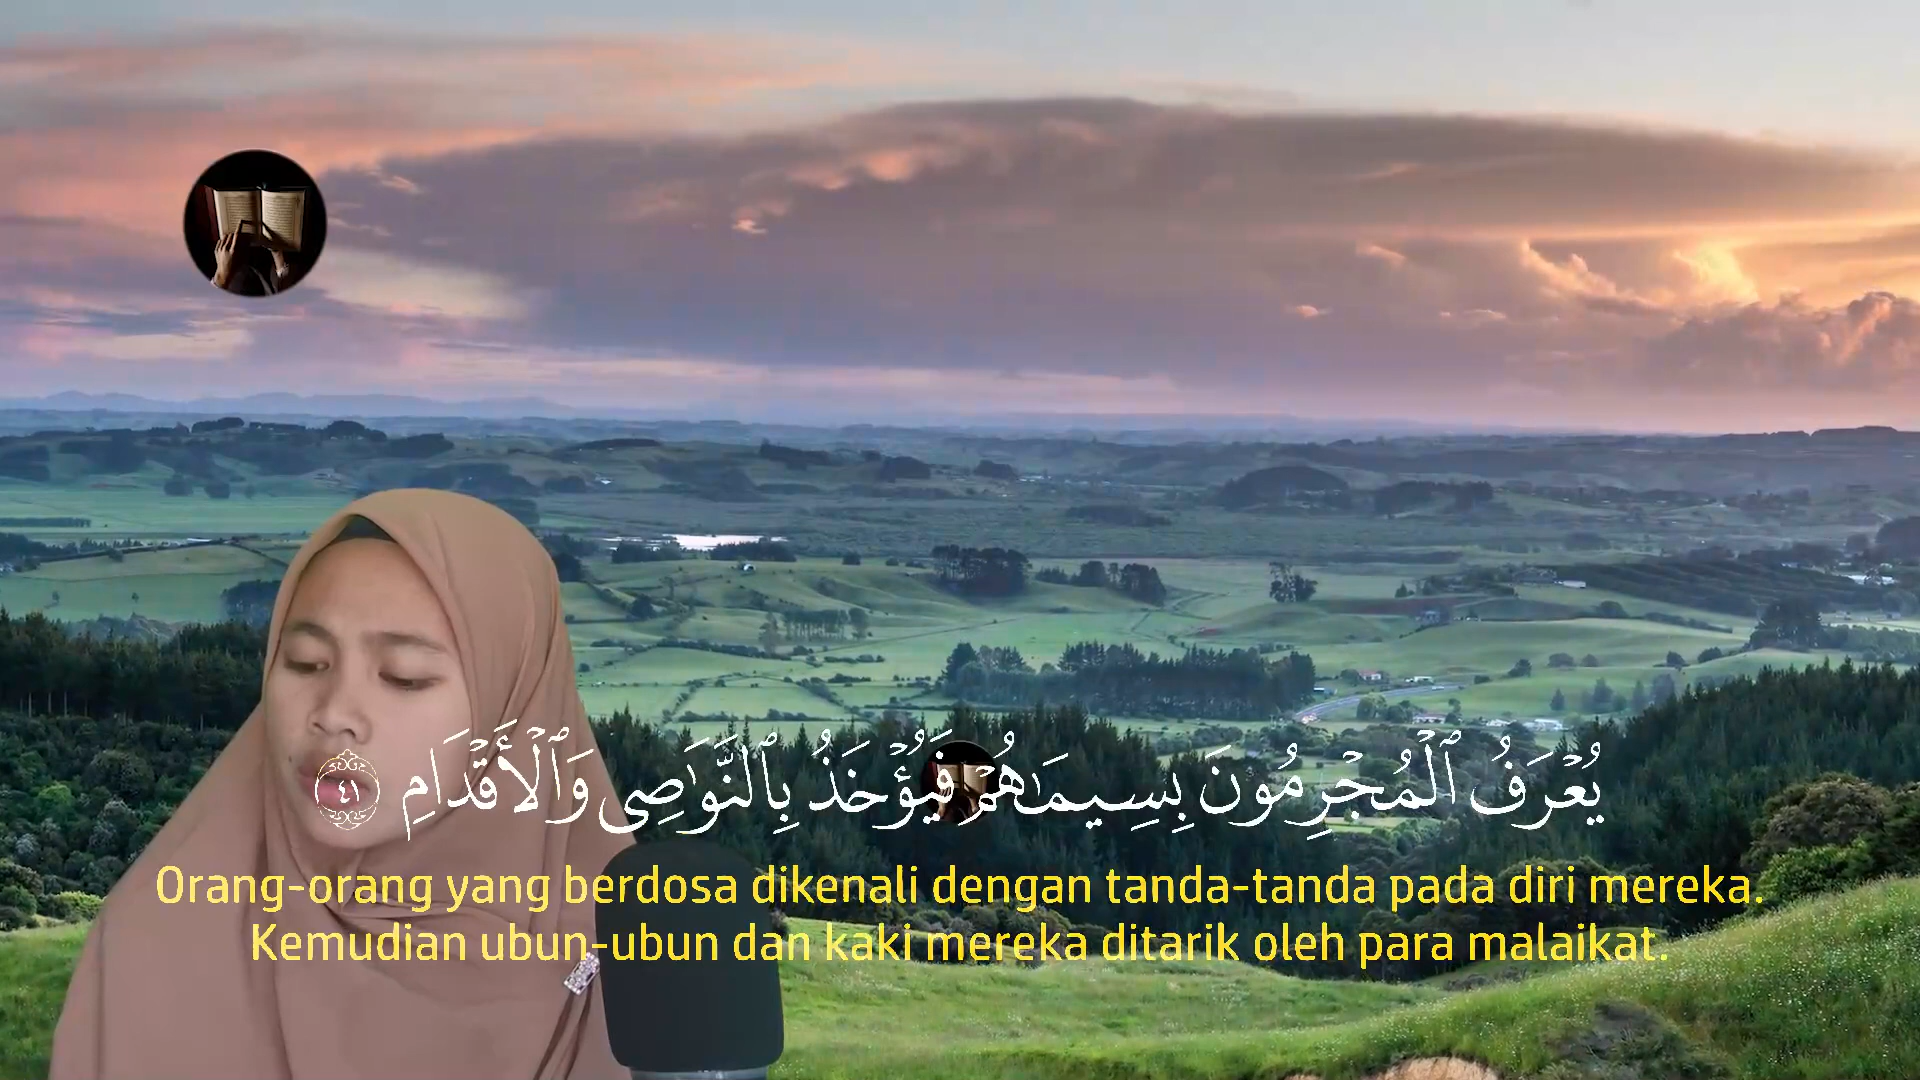 يُعْرَفُ ٱلْمُجْرِمُونَ بِسِيمَـٰهُمْ فَيُؤْخَذُ بِٱلنَّوَٰصِى وَٱلْأَقْدَامِ ٤١
Orang-orang yang berdosa dikenali dengan tanda-tanda pada diri mereka.
Kemudian ubun-ubun dan kaki mereka ditarik oleh para malaikat.